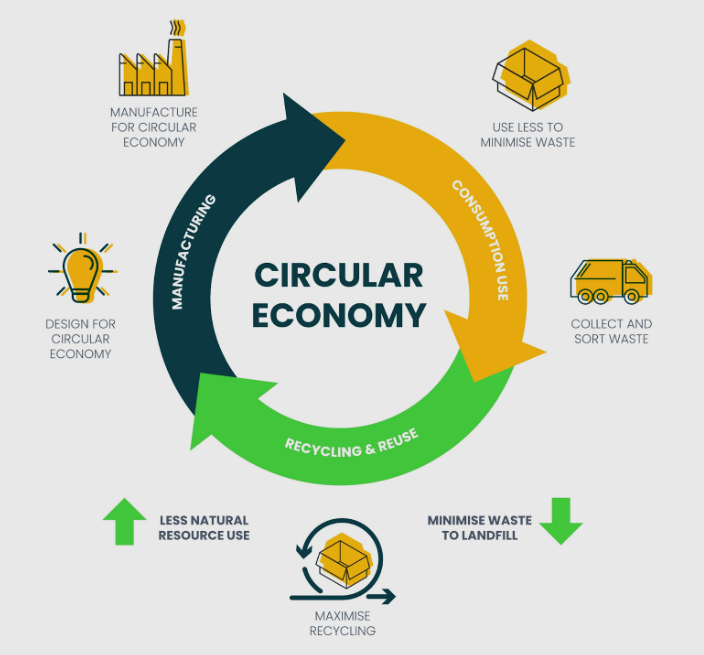 MANUFACTURE
FOR CIRCULAR
ECONOMY
USE LESS TO
MINIMISE WASTE
MANUFACTURING
CONSUMPTION USE
CIRCULAR
ECONOMY
DESIGN FOR
CIRCULAR
ECONOMY
COLLECT AND
SORT WASTE
RECYCLING & REUSE
LESS NATURAL
RESOURCE USE
MINIMISE WASTE
TO LANDFILL
MAXIMISE
RECYCLING